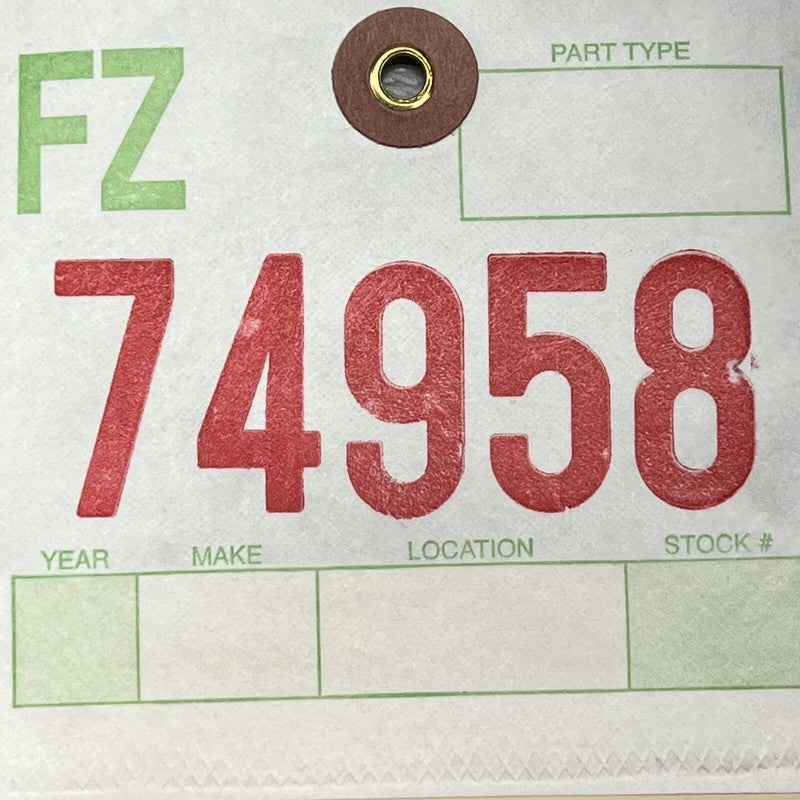 FZ
PART TYPE
74958
YEAR MAKE LOCATION STOCK #